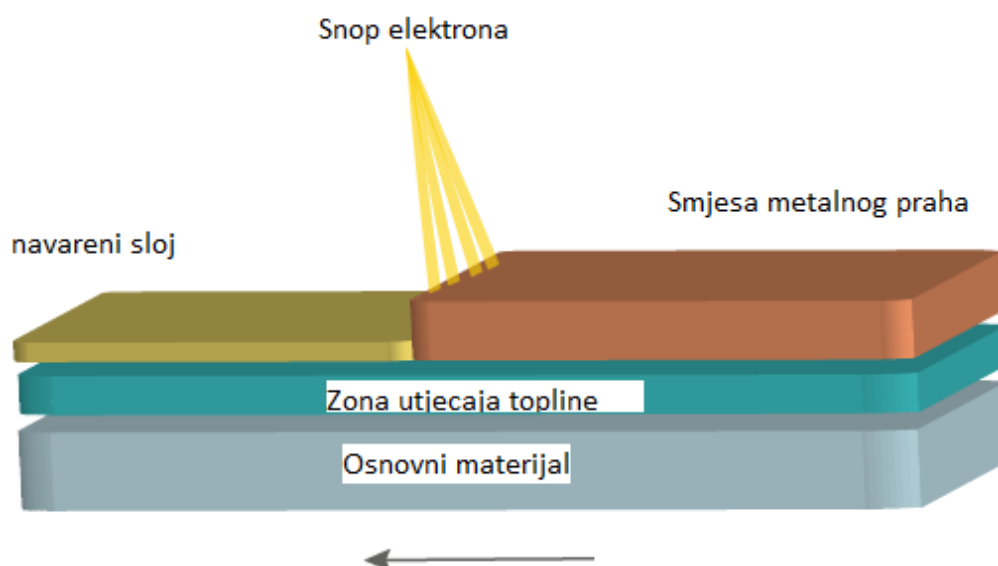 Snop elektrona
Smjesa metalnog praha
navareni sloj
Zona utjecaja topline
Osnovni materijal